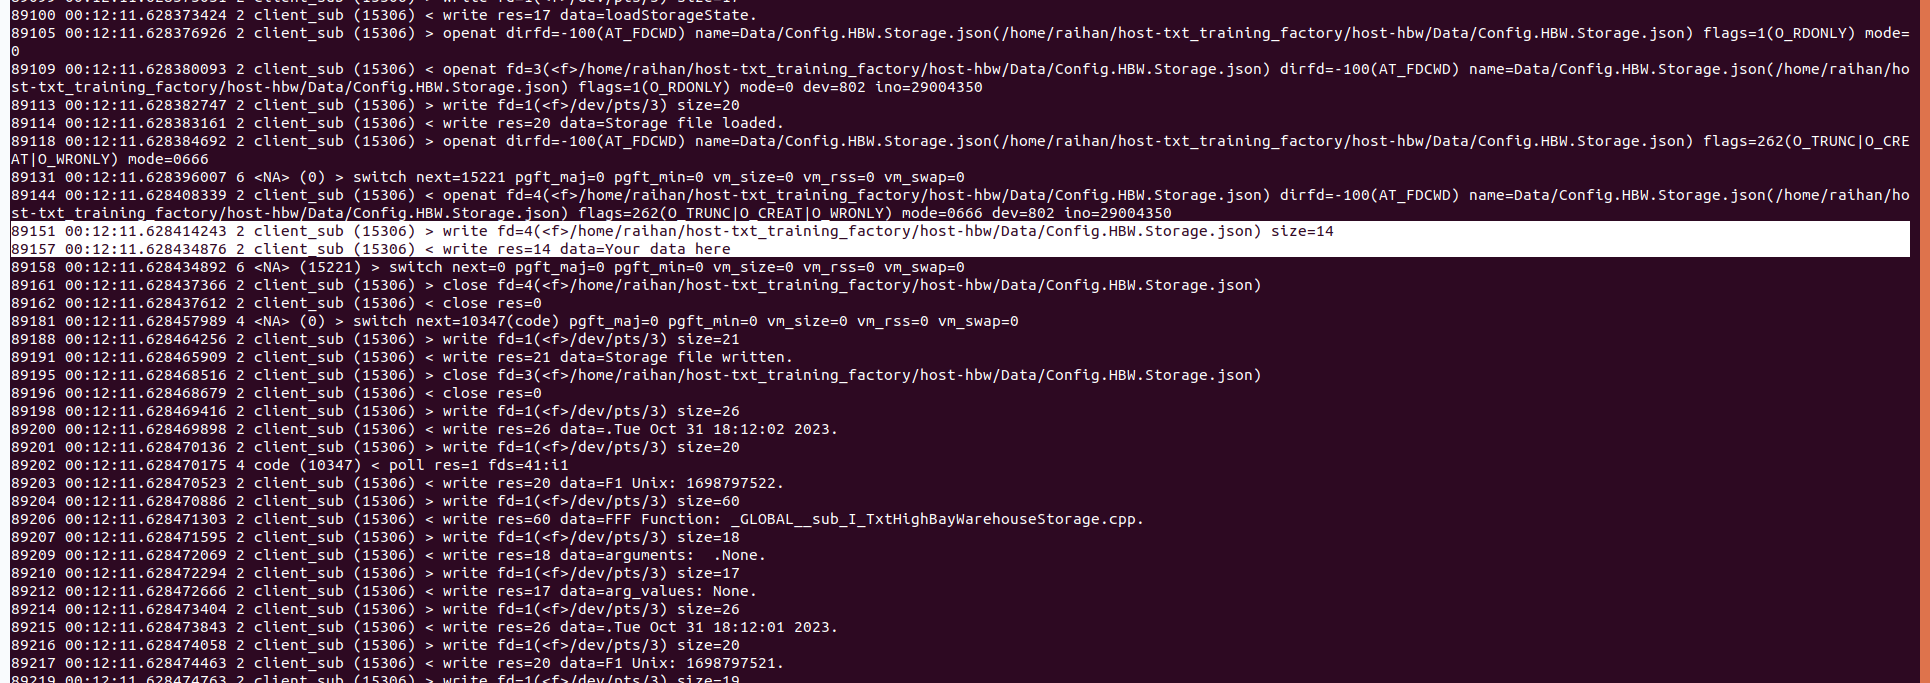 89100 00:12:11.628373424 2 client_sub (15306) < write res=17 data=loadStorageState.
89105 00:12:11.628376926 2 client_sub (15306) > openat dirfd=-100(AT_FDCWD) name=Data/Config.HBW.Storage.json(/home/raihan/host-txt_training_factory/host-hbw/Data/Config.HBW.Storage.json) flags=1(O_RDONLY) mode=
0
89109 00:12:11.628380093 2 client_sub (15306) < openat fd=3(<f>/home/raihan/host-txt_training_factory/host-hbw/Data/Config.HBW.Storage.json) dirfd=-100(AT_FDCWD) name=Data/Config.HBW.Storage.json(/home/raihan/ho
st-txt_training_factory/host-hbw/Data/Config.HBW.Storage.json) flags=1(O_RDONLY) mode=0 dev=802 ino=29004350
89113 00:12:11.628382747 2 client_sub (15306) > write fd=1(<f>/dev/pts/3) size=20
89114 00:12:11.628383161 2 client_sub (15306) < write res=20 data=Storage file loaded.
89118 00:12:11.628384692 2 client_sub (15306) > openat dirfd=-100(AT_FDCWD) name=Data/Config.HBW.Storage.json(/home/raihan/host-txt_training_factory/host-hbw/Data/Config.HBW.Storage.json) flags=262(O_TRUNC|O_CRE
AT|O_WRONLY) mode=0666
89131 00:12:11.628396007 6 <NA> (0) > switch next=15221 pgft_maj=0 pgft_min=0 vm_size=0 vm_rss=0 vm_swap=0
89144 00:12:11.628408339 2 client_sub (15306) < openat fd=4(<f>/home/raihan/host-txt_training_factory/host-hbw/Data/Config.HBW.Storage.json) dirfd=-100(AT_FDCWD) name=Data/Config.HBW.Storage.json(/home/raihan/ho
st-txt_training_factory/host-hbw/Data/Config.HBW.Storage.json) flags=262(O_TRUNC|O_CREAT|O_WRONLY) mode=0666 dev=802 ino=29004350
89151 00:12:11.628414243 2 client_sub (15306) > write fd=4(<f>/home/raihan/host-txt_training_factory/host-hbw/Data/Config.HBW.Storage.json) size=14
89157 00:12:11.628434876 2 client_sub (15306) < write res=14 data=Your data here
89158 00:12:11.628434892 6 <NA> (15221) > switch next=0 pgft_maj=0 pgft_min=0 vm_size=0 vm_rss=0 vm_swap=0
89161 00:12:11.628437366 2 client_sub (15306) > close fd=4(<f>/home/raihan/host-txt_training_factory/host-hbw/Data/Config.HBW.Storage.json)
89162 00:12:11.628437612 2 client_sub (15306) < close res=0
89181 00:12:11.628457989 4 <NA> (0) > switch next=10347(code) pgft_maj=0 pgft_min=0 vm_size=0 vm_rss=0 vm_swap=0
89188 00:12:11.628464256 2 client_sub (15306) > write fd=1(<f>/dev/pts/3) size=21
89191 00:12:11.628465909 2 client_sub (15306) < write res=21 data=Storage file written.
89195 00:12:11.628468516 2 client_sub (15306) > close fd=3(<f>/home/raihan/host-txt_training_factory/host-hbw/Data/Config.HBW.Storage.json)
89196 00:12:11.628468679 2 client_sub (15306) < close res=0
89198 00:12:11.628469416 2 client_sub (15306) > write fd=1(<f>/dev/pts/3) size=26
89200 00:12:11.628469898 2 client_sub (15306) < write res=26 data=.Tue Oct 31 18:12:02 2023.
89201 00:12:11.628470136 2 client_sub (15306) > write fd=1(<f>/dev/pts/3) size=20
89202 00:12:11.628470175 4 code (10347) < poll res=1 fds=41:i1
89203 00:12:11.628470523 2 client_sub (15306) < write res=20 data=F1 Unix: 1698797522.
89204 00:12:11.628470886 2 client_sub (15306) > write fd=1(<f>/dev/pts/3) size=60
89206 00:12:11.628471303 2 client_sub (15306) < write res=60 data=FFF Function: _GLOBAL__sub_I_TxtHighBayWarehouseStorage.cpp.
89207 00:12:11.628471595 2 client_sub (15306) > write fd=1(<f>/dev/pts/3) size=18
89209 00:12:11.628472069 2 client_sub (15306) < write res=18 data=arguments:  .None.
89210 00:12:11.628472294 2 client_sub (15306) > write fd=1(<f>/dev/pts/3) size=17
89212 00:12:11.628472666 2 client_sub (15306) < write res=17 data=arg_values: None.
89214 00:12:11.628473404 2 client_sub (15306) > write fd=1(<f>/dev/pts/3) size=26
89215 00:12:11.628473843 2 client_sub (15306) < write res=26 data=.Tue Oct 31 18:12:01 2023.
89216 00:12:11.628474058 2 client_sub (15306) > write fd=1(<f>/dev/pts/3) size=20
89217 00:12:11.628474463 2 client_sub (15306) < write res=20 data=F1 Unix: 1698797521.
89219 00:12:11.628474763 2 client_sub (15306) > write fd=1(<f>/dev/pts/3) size=19